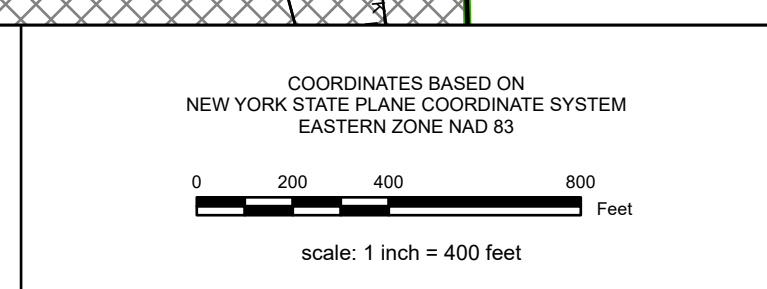 K
COORDINATES BASED ON
NEW YORK STATE PLANE COORDINATE SYSTEM
EASTERN ZONE NAD 83
0 200 400 800
Feet
scale: 1 inch = 400 feet